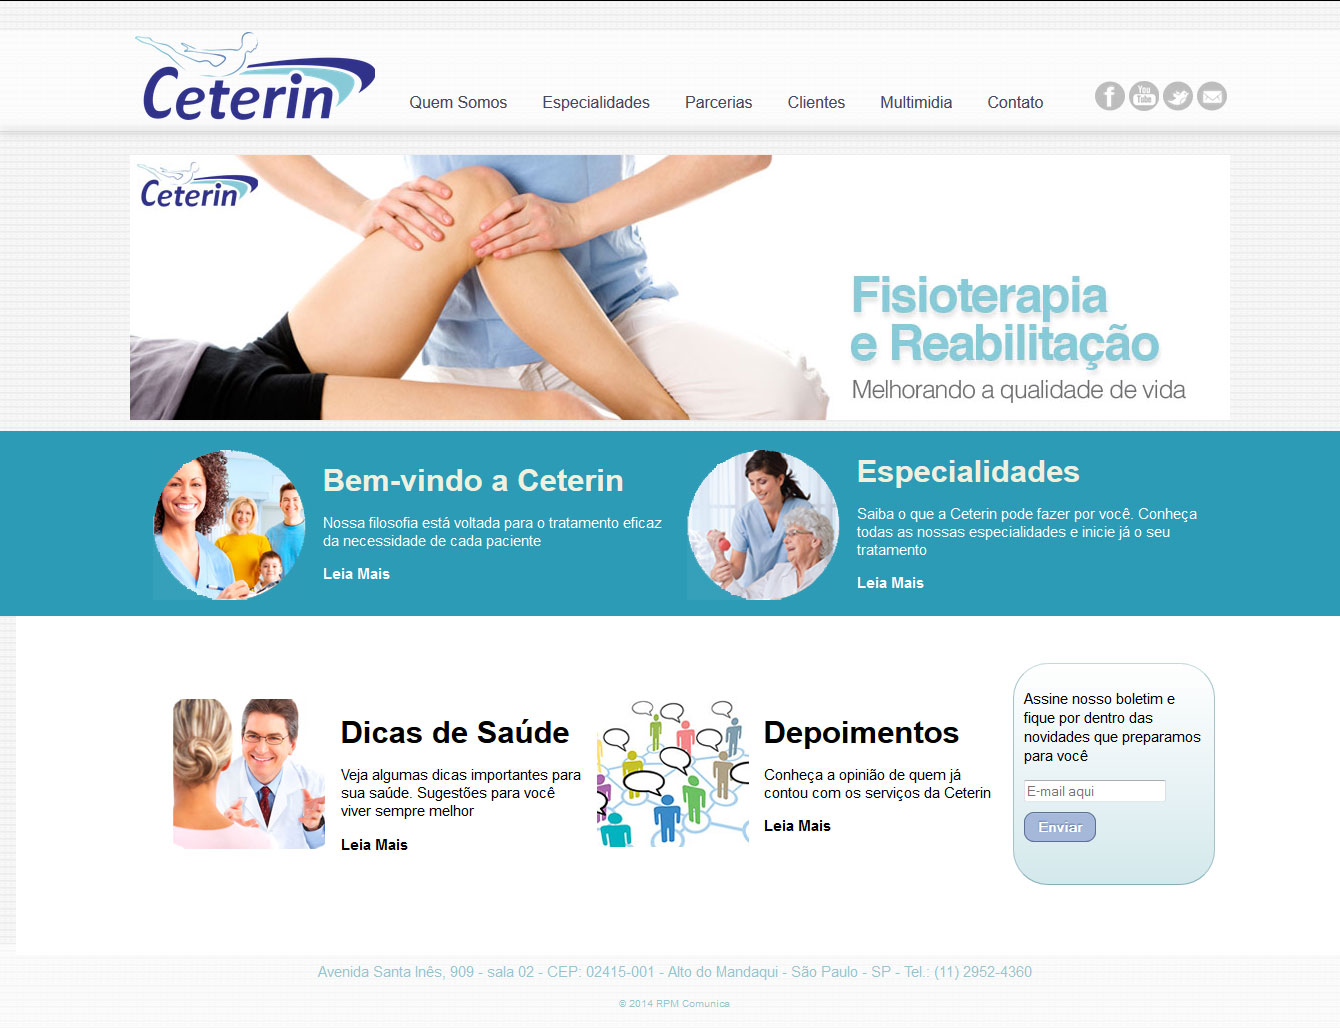 Ceterin
Quem Somos
Especialidades
Parcerias
Clientes
Multimidia
Contato
You
Tube
Ceterin
Fisioterapia
e Reabilitação
Melhorando a qualidade de vida
Bem-vindo a Ceterin
Nossa filosofia está voltada para o tratamento eficaz
da necessidade de cada paciente
Leia Mais
Especialidades
Saiba o que a Ceterin pode fazer por você. Conheça
todas as nossas especialidades e inicie já o seu
tratamento
Leia Mais
Dicas de Saúde
Veja algumas dicas importantes para
sua saúde. Sugestões para você
viver sempre melhor
Leia Mais
Depoimentos
Conheça a opinião de quem já
contou com os serviços da Ceterin
Leia Mais
Assine nosso boletim e
fique por dentro das
novidades que preparamos
para você
E-mail aqui
Enviar
Avenida Santa Inês, 909 - sala 02 - CEP: 02415-001 - Alto do Mandaqui - São Paulo - SP - Tel.: (11) 2952-4360
© 2014 RPM Comunica